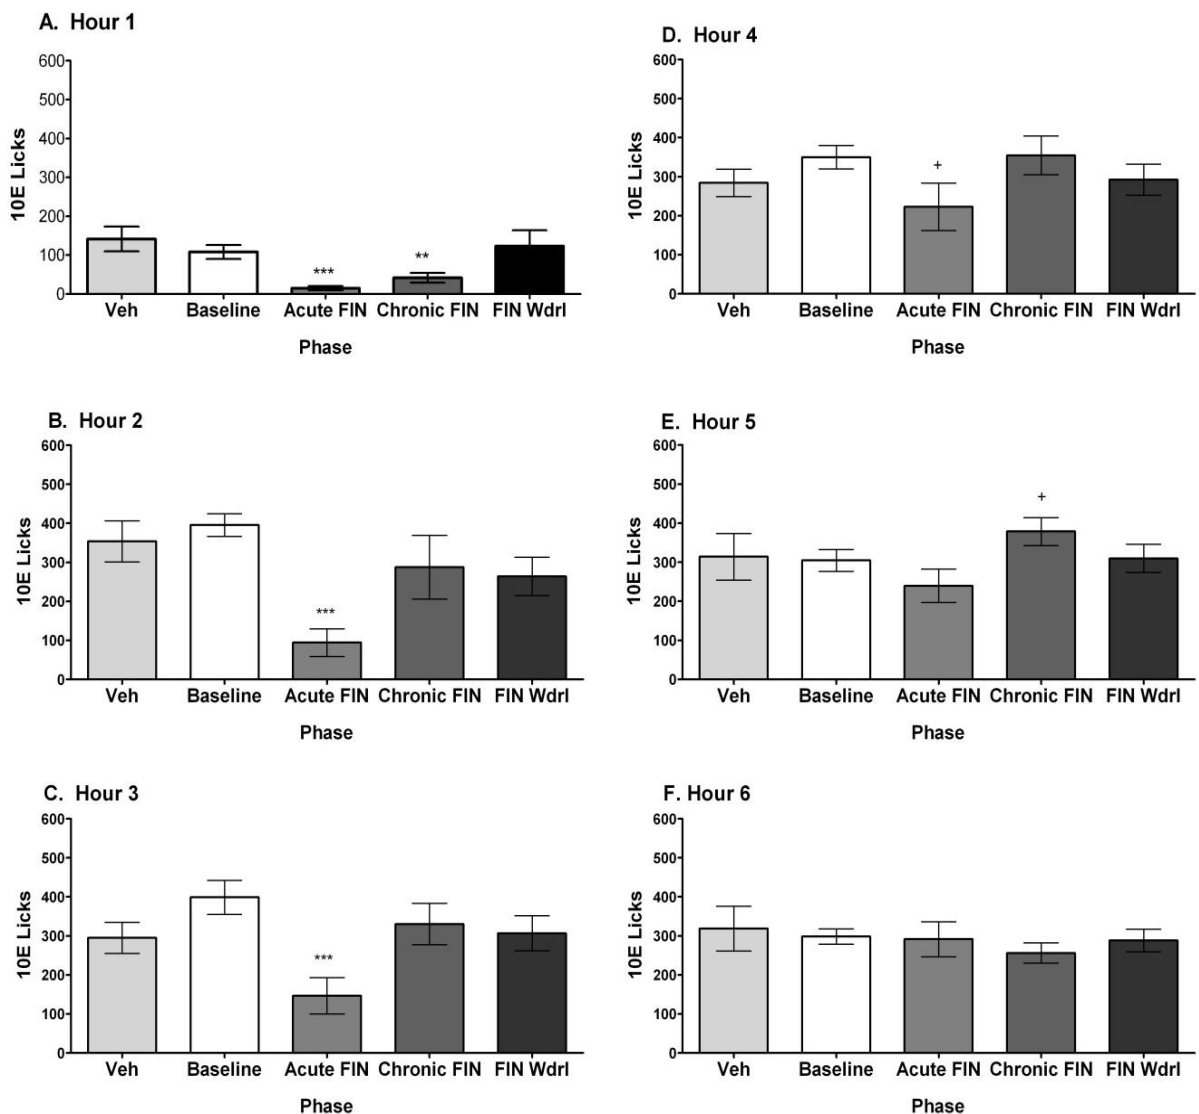 A. Hour 1
600
500
400
300
200
100
0
10E Licks
*** **
Veh Baseline Acute FIN Chronic FIN FIN Wdrl
Phase
B. Hour 2
600
500
400
300
200
100
0
10E Licks
***
Veh Baseline Acute FIN Chronic FIN FIN Wdrl
Phase
C. Hour 3
600
500
400
300
200
100
0
10E Licks
***
Veh Baseline Acute FIN Chronic FIN FIN Wdrl
Phase
D. Hour 4
600
500
400
300
200
100
0
10E Licks
+
Veh Baseline Acute FIN Chronic FIN FIN Wdrl
Phase
E. Hour 5
600
500
400
300
200
100
0
10E Licks
+
Veh Baseline Acute FIN Chronic FIN FIN Wdrl
Phase
F. Hour 6
600
500
400
300
200
100
0
10E Licks
Veh Baseline Acute FIN Chronic FIN FIN Wdrl
Phase